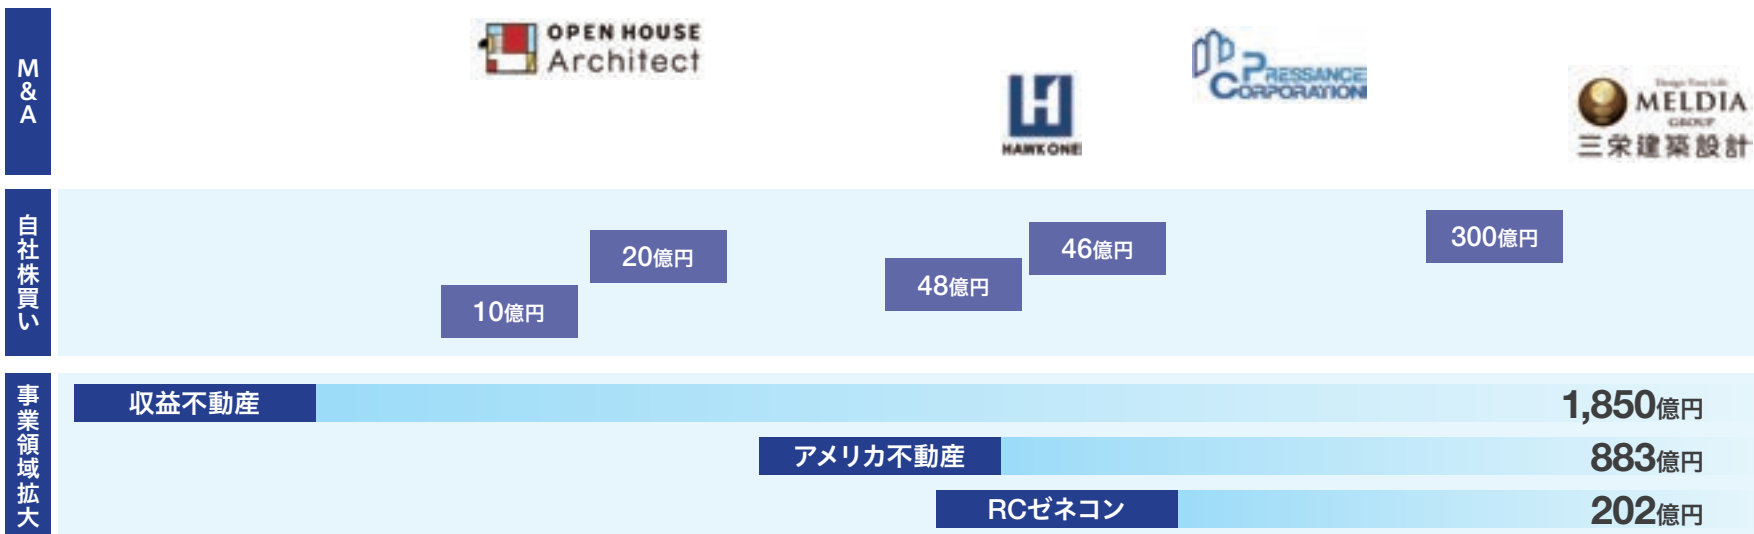 M&A
OPEN HOUSE
Architect
HAWK ONE
PRESSANCE
CORPORATION
MELDIA
GROUP
三栄建築設計
自社株買い
10億円
20億円
48億円
46億円
300億円
事業領域拡大
収益不動産
1,850億円
アメリカ不動産
883億円
RCゼネコン
202億円